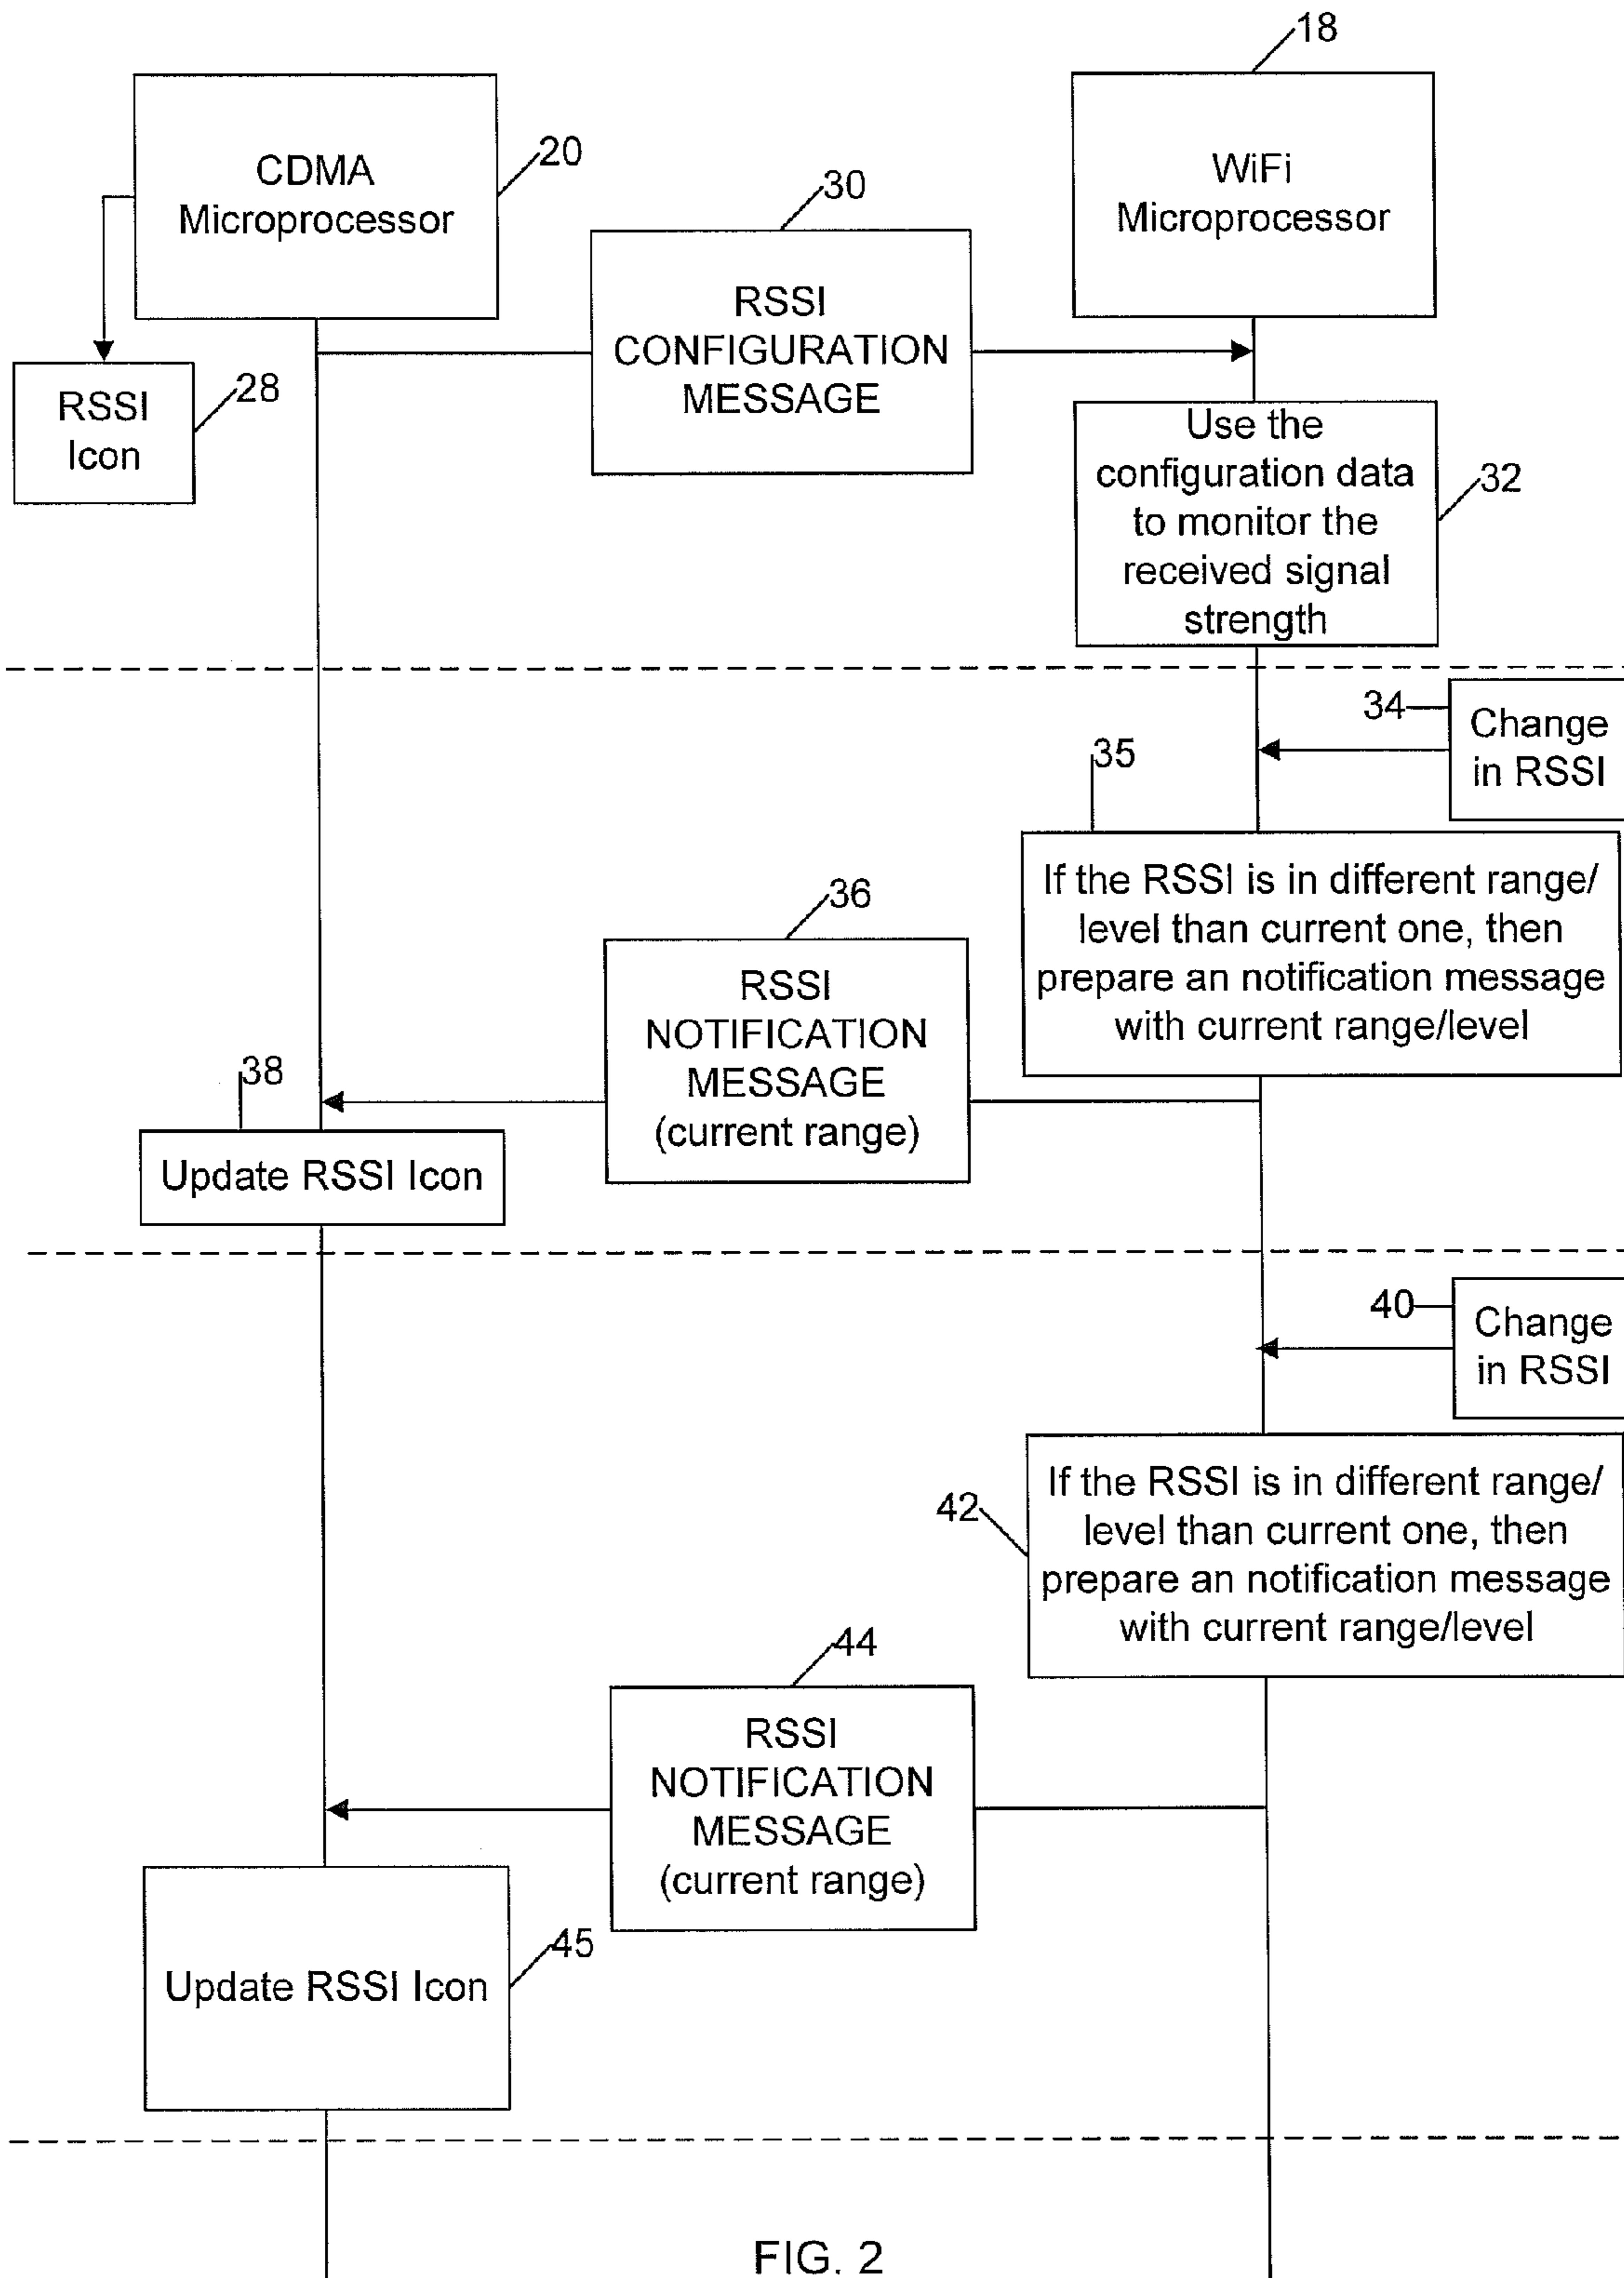 18
CDMA
Microprocessor
20
WiFi
Microprocessor
30
RSSI
CONFIGURATION
MESSAGE
RSSI
Icon
28
Use the
configuration data
to monitor the
received signal
strength
32
34
Change
in RSSI
35
If the RSSI is in different range/
level than current one, then
prepare an notification message
with current range/level
36
RSSI
NOTIFICATION
MESSAGE
(current range)
38
Update RSSI Icon
40
Change
in RSSI
42
If the RSSI is in different range/
level than current one, then
prepare an notification message
with current range/level
44
RSSI
NOTIFICATION
MESSAGE
(current range)
45
Update RSSI Icon
FIG. 2